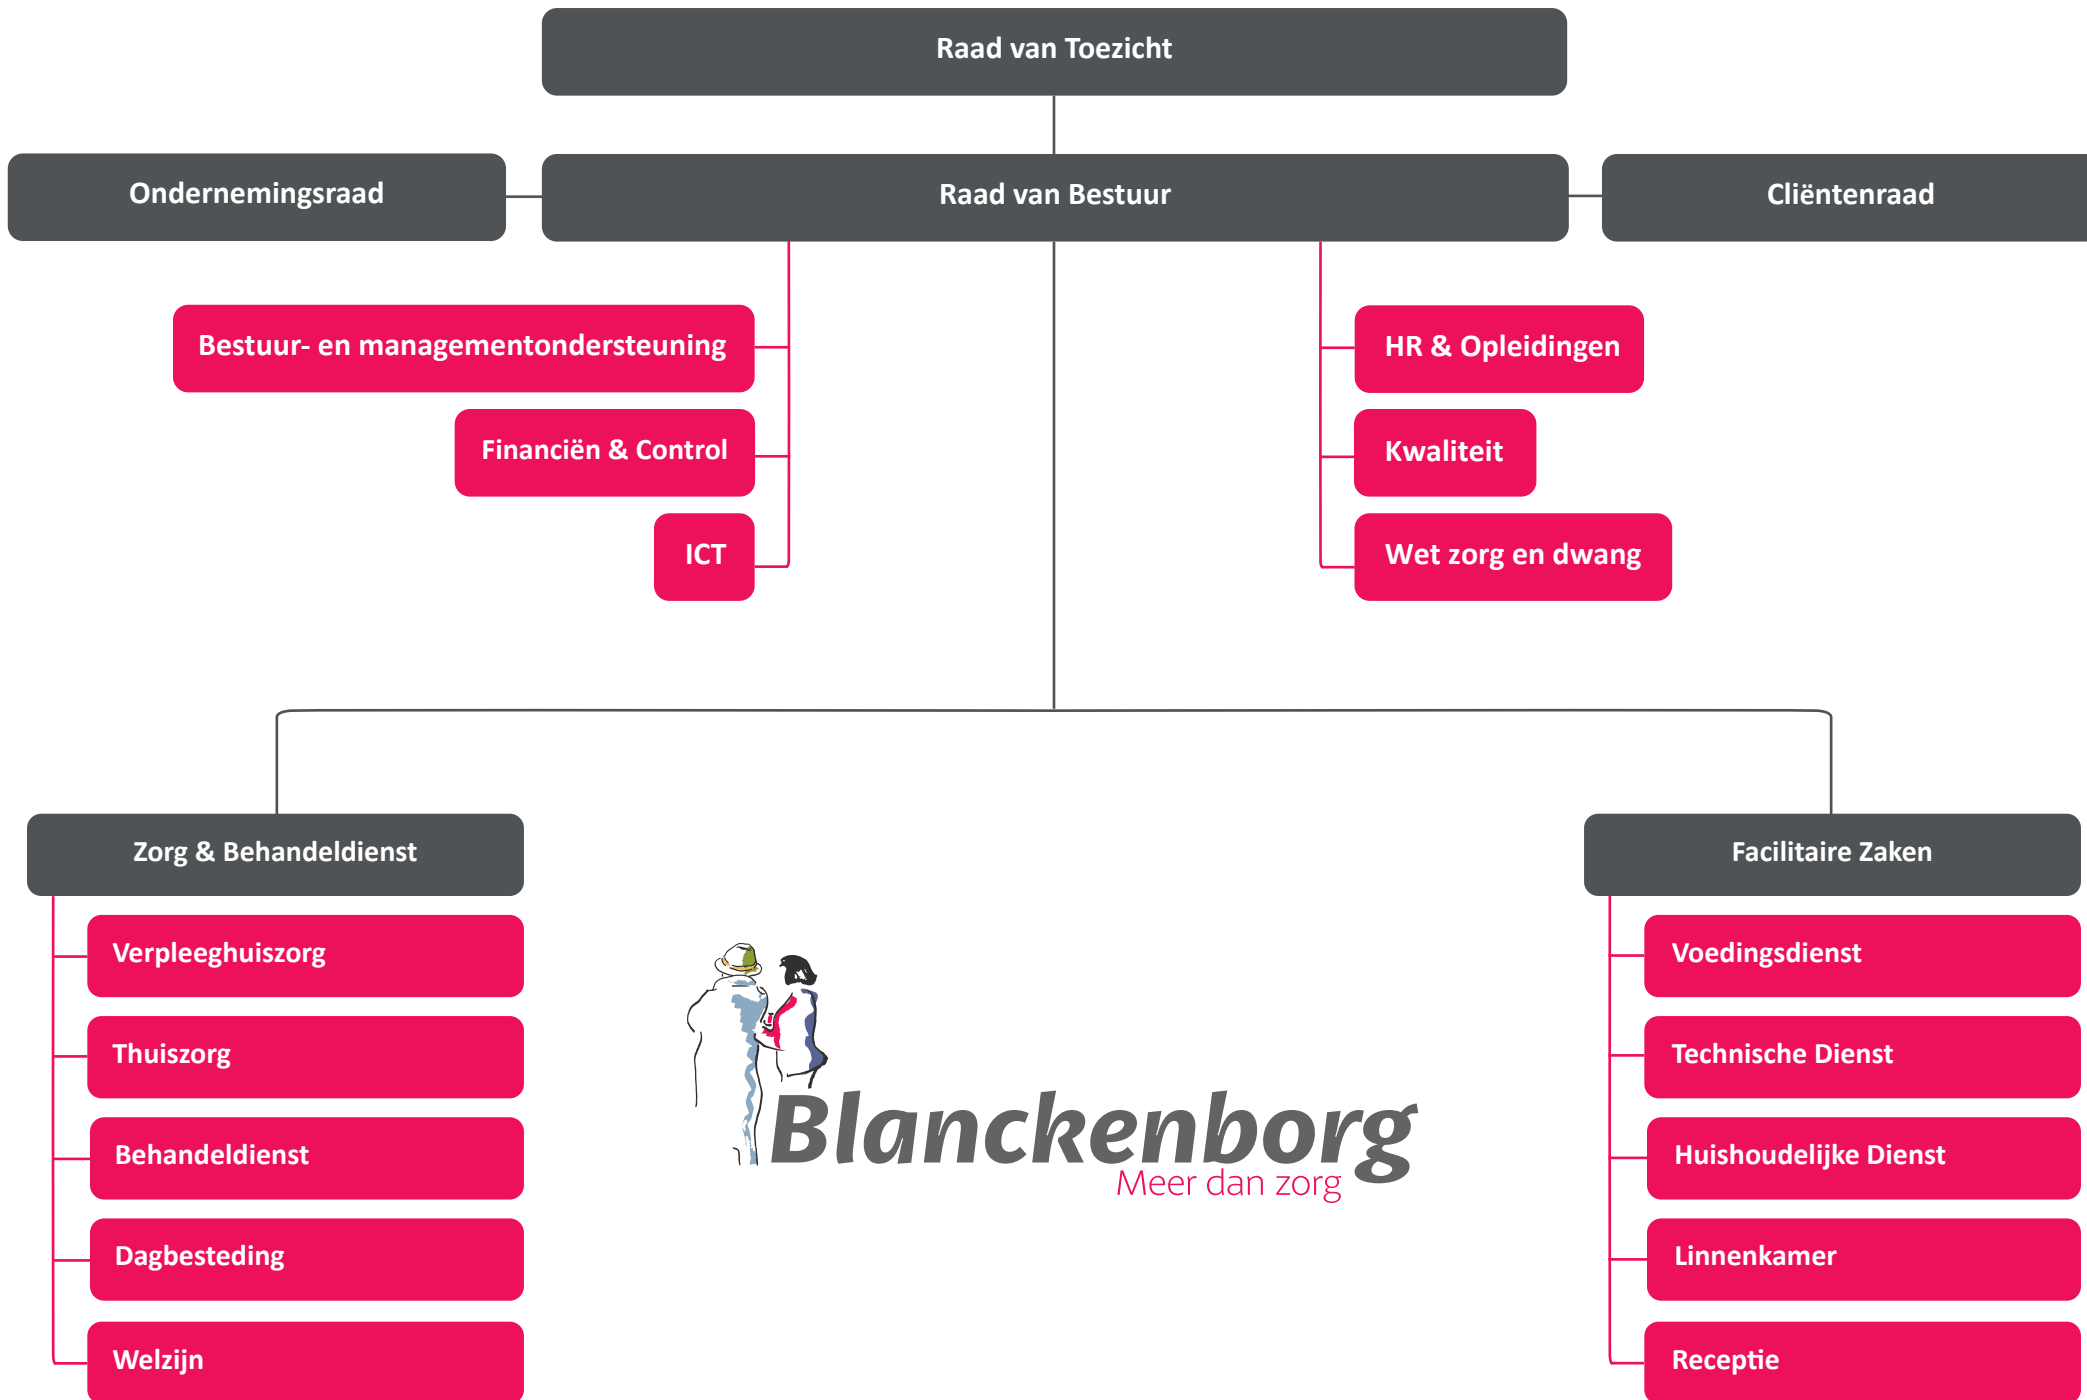 Raad van Toezicht
Ondernemingsraad
Raad van Bestuur
Cliëntenraad
Bestuur- en managementondersteuning
Financiën & Control
ICT
HR & Opleidingen
Kwaliteit
Wet zorg en dwang
Zorg & Behandeldienst
Verpleeghuiszorg
Thuiszorg
Behandeldienst
Dagbesteding
Welzijn
Blanckenborg
Meer dan zorg
Facilitaire Zaken
Voedingsdienst
Technische Dienst
Huishoudelijke Dienst
Linnenkamer
Receptie